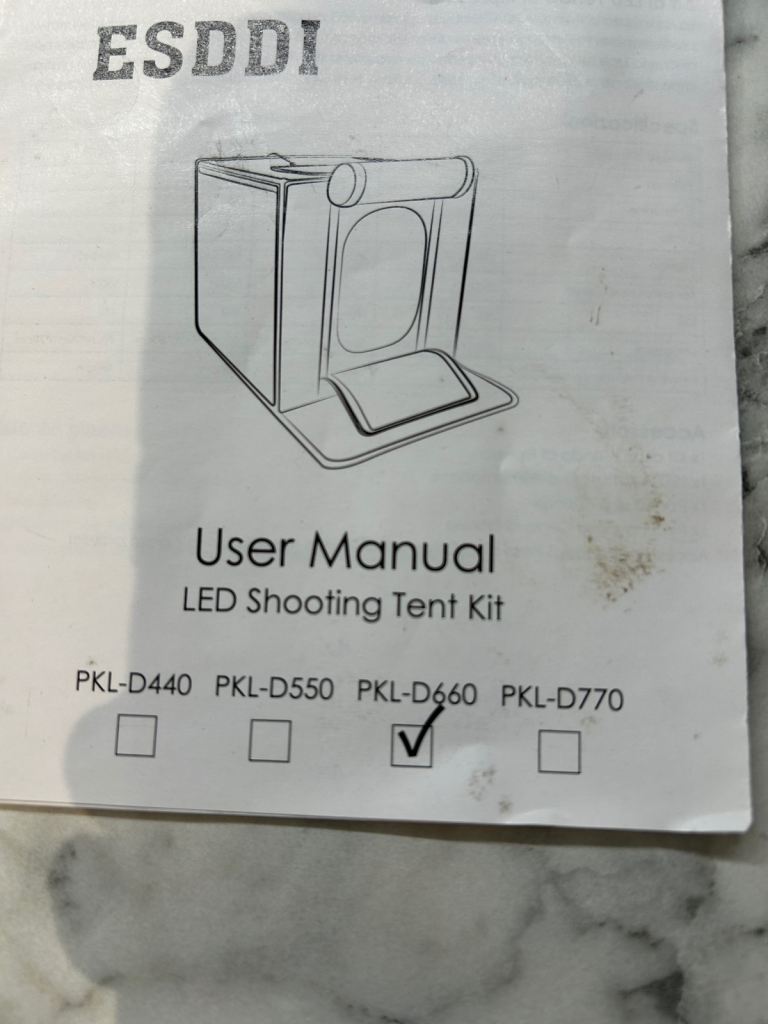 ESDDI
User Manual
LED Shooting Tent Kit
PKL-D440 PKL-D550 PKL-D660 PKL-D770